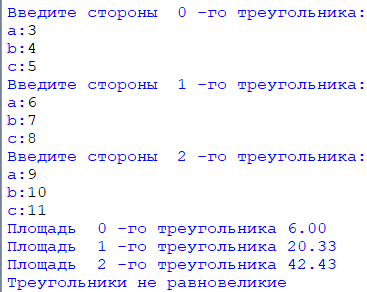 Введите стороны  0 -го треугольника:
a:3
b:4
c:5
Введите стороны  1 -го треугольника:
a:6
b:7
c:8
Введите стороны  2 -го треугольника:
a:9
b:10
c:11
Площадь  0 -го треугольника 6.00
Площадь  1 -го треугольника 20.33
Площадь  2 -го треугольника 42.43
Треугольники не равновеликие